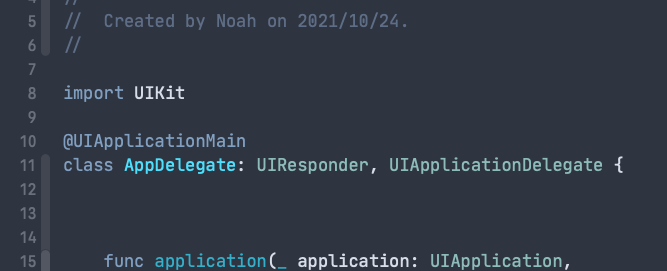 4 //
5 //  Created by Noah on 2021/10/24.
6 //
7
8 import UIKit
9
10 @UIApplicationMain
11 class AppDelegate: UIResponder, UIApplicationDelegate {
12
13
14
15     func application(_ application: UIApplication,